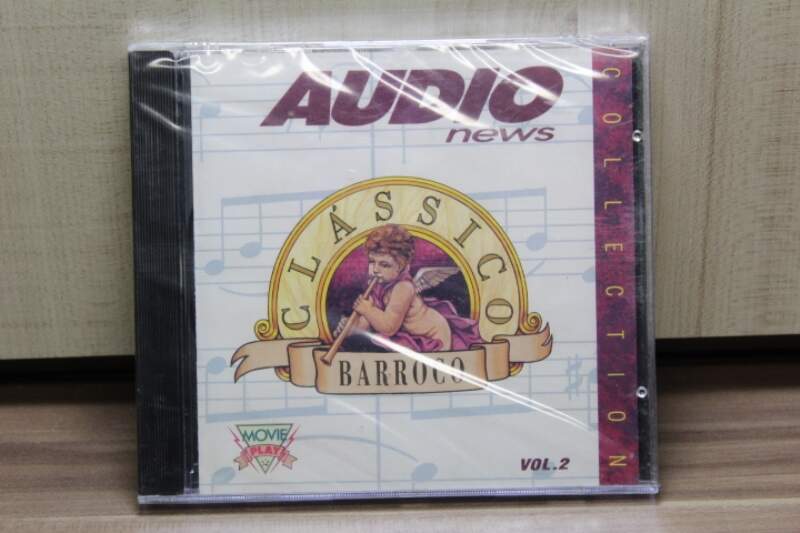 AUDIO
news
COLLECTION
CLÁSSICO
BARROCO
MOVIE
PLAY
VOL.2